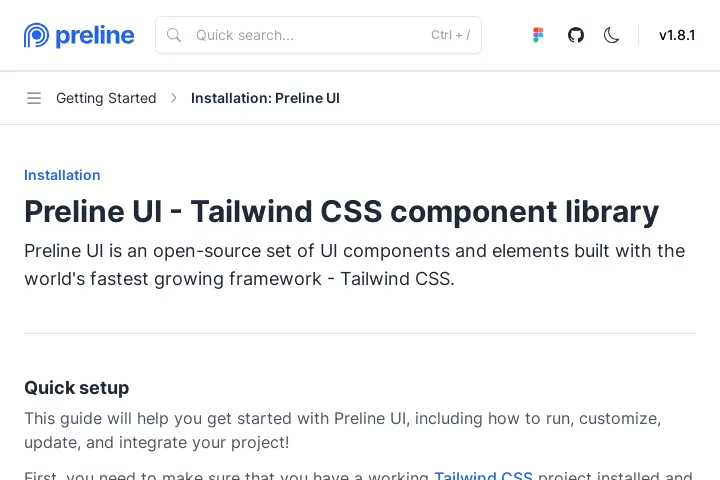 preline
Quick search...
Ctrl + /
v1.8.1
Getting Started
Installation: Preline UI
Installation
Preline UI - Tailwind CSS component library
Preline UI is an open-source set of UI components and elements built with the
world's fastest growing framework - Tailwind CSS.
Quick setup
This guide will help you get started with Preline UI, including how to run, customize,
update, and integrate your project!
First, you need to make sure that you have a working Tailwind CSS project installed and